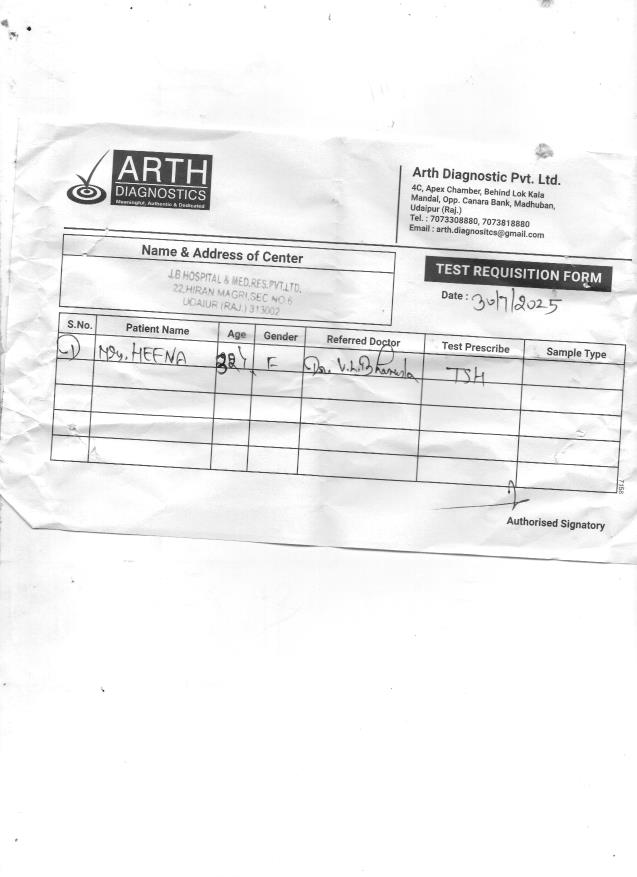 ARTH
DIAGNOSTICS
Meaningful, Authentic & Dedicated
Arth Diagnostic Pvt. Ltd.
4C, Apex Chamber, Behind Lok Kala
Mandal, Opp. Canara Bank, Madhuban,
Udaipur (Raj.)
Tel. : 7073308880, 7073818880
Email : arth.diagnositcs@gmail.com
Name & Address of Center
J.B HOSPITAL & MED.RES.PVT.LTD.
22,HIRAN MAGRI,SEC NO.6
UDAIUR (RAJ.) 313002
TEST REQUISITION FORM
Date : 30/7/2025
S.No. Patient Name Age Gender Referred Doctor Test Prescribe Sample Type
1) HEENA F Dr. V.L. TSH
7158
Authorised Signatory